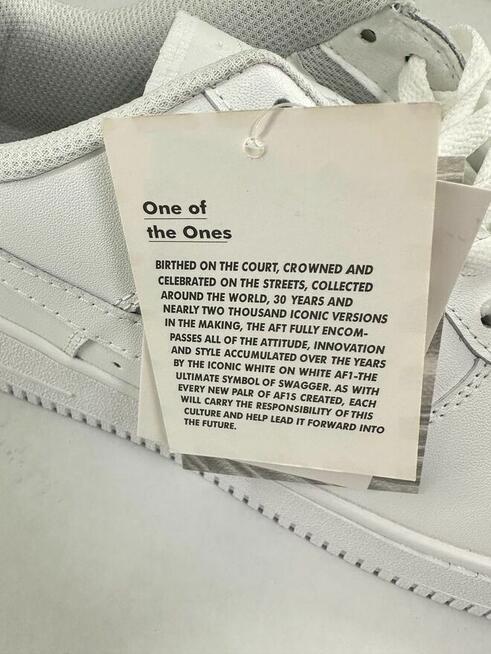 One of
the Ones
BIRTHED ON THE COURT, CROWNED AND
CELEBRATED ON THE STREETS, COLLECTED
AROUND THE WORLD, 30 YEARS AND
NEARLY TWO THOUSAND ICONIC VERSIONS
IN THE MAKING, THE AFT FULLY ENCOM-
PASSES ALL OF THE ATTITUDE, INNOVATION
AND STYLE ACCUMULATED OVER THE YEARS
BY THE ICONIC WHITE ON WHITE AF1-THE
ULTIMATE SYMBOL OF SWAGGER. AS WITH
EVERY NEW PALR OF AF1S CREATED, EACH
WILL CARRY THE RESPONSIBILITY OF THIS
CULTURE AND HELP LEAD IT FORWARD INTO
THE FUTURE.